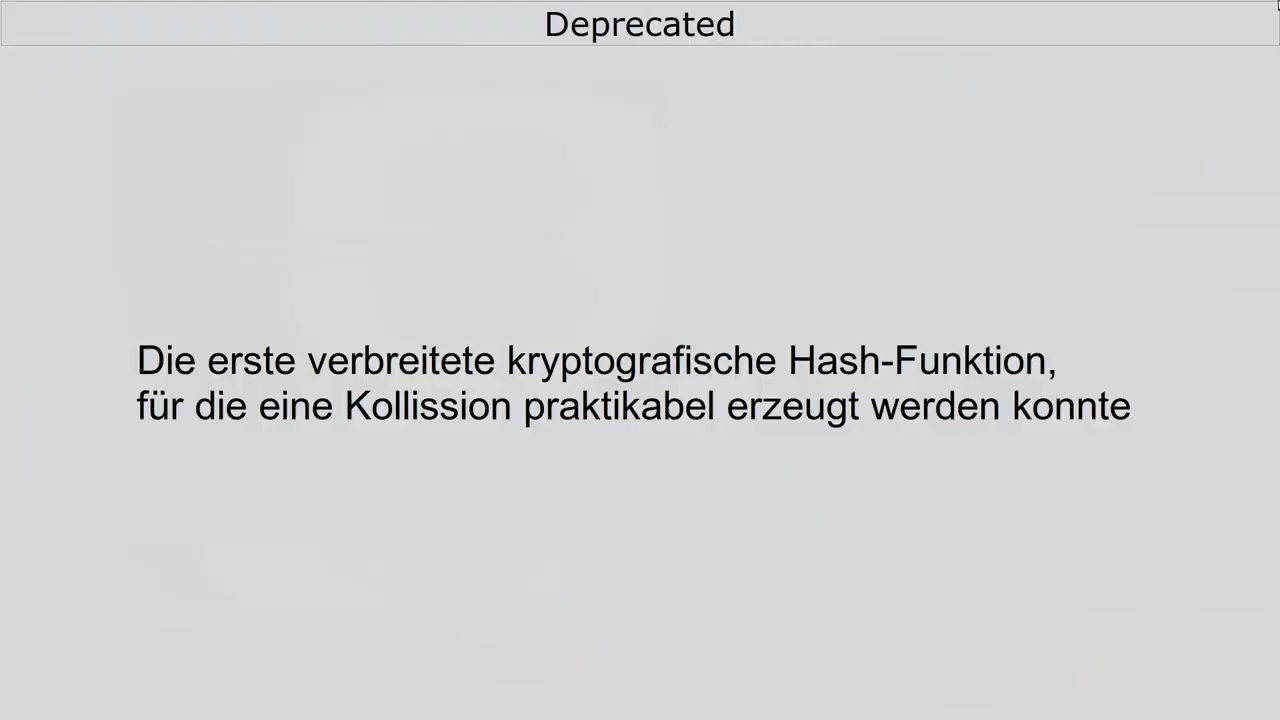 Deprecated
Die erste verbreitete kryptografische Hash-Funktion,
für die eine Kollission praktikabel erzeugt werden konnte